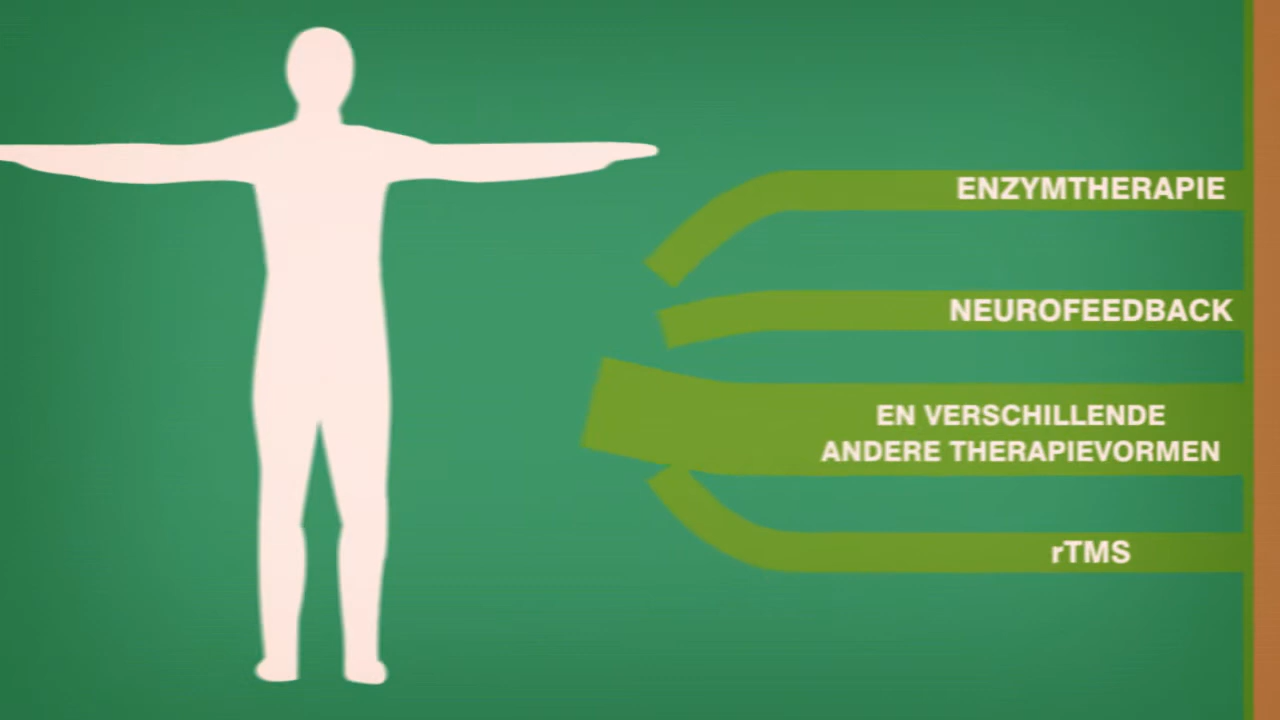 ENZYMTHERAPIE
NEUROFEEDBACK
EN VERSCHILLENDE
ANDERE THERAPIEVORMEN
rTMS